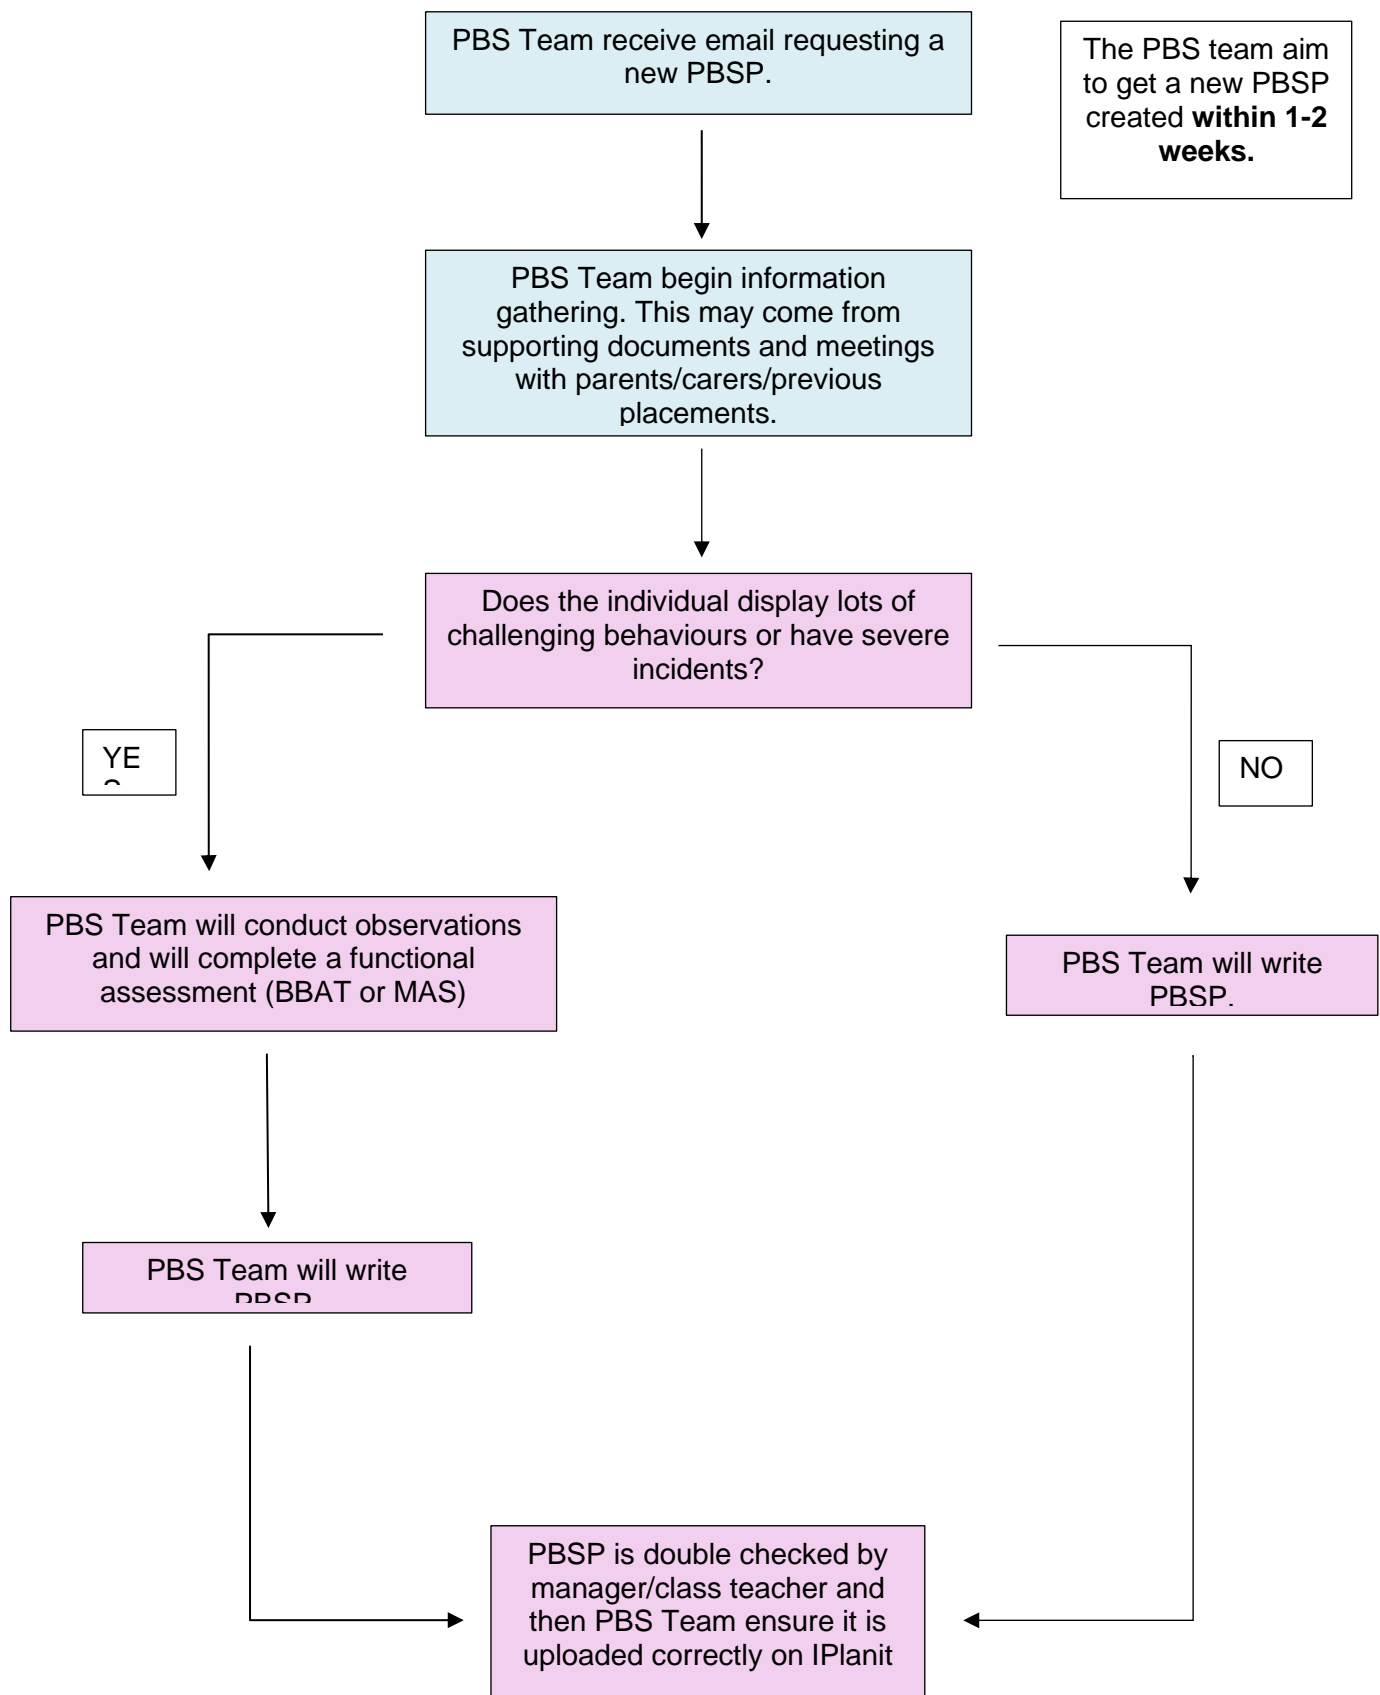 PBS Team receive email requesting a
new PBSP.
The PBS team aim
to get a new PBSP
created within 1-2
weeks.
PBS Team begin information
gathering. This may come from
supporting documents and meetings
with parents/carers/previous
placements.
Does the individual display lots of
challenging behaviours or have severe
incidents?
YE
NO
PBS Team will conduct observations
and will complete a functional
assessment (BBAT or MAS)
PBS Team will write
PBSP.
PBS Team will write
PBSP
PBSP is double checked by
manager/class teacher and
then PBS Team ensure it is
uploaded correctly on IPlanit